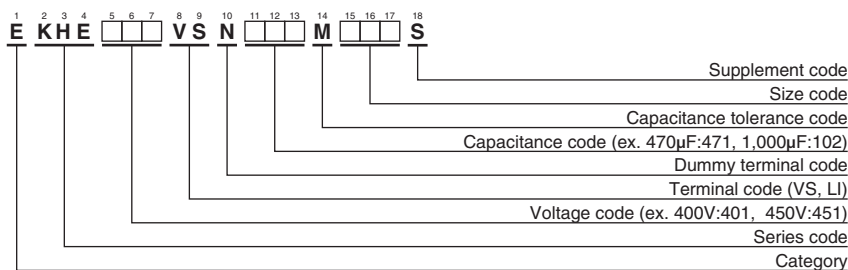 1 2 3 4 5 6 7 8 9 10 11 12 13 14 15 16 17 18
E KHE VS N M S
Supplement code
Size code
Capacitance tolerance code
Capacitance code (ex. 470µF:471, 1,000µF:102)
Dummy terminal code
Terminal code (VS, LI)
Voltage code (ex. 400V:401, 450V:451)
Series code
Category